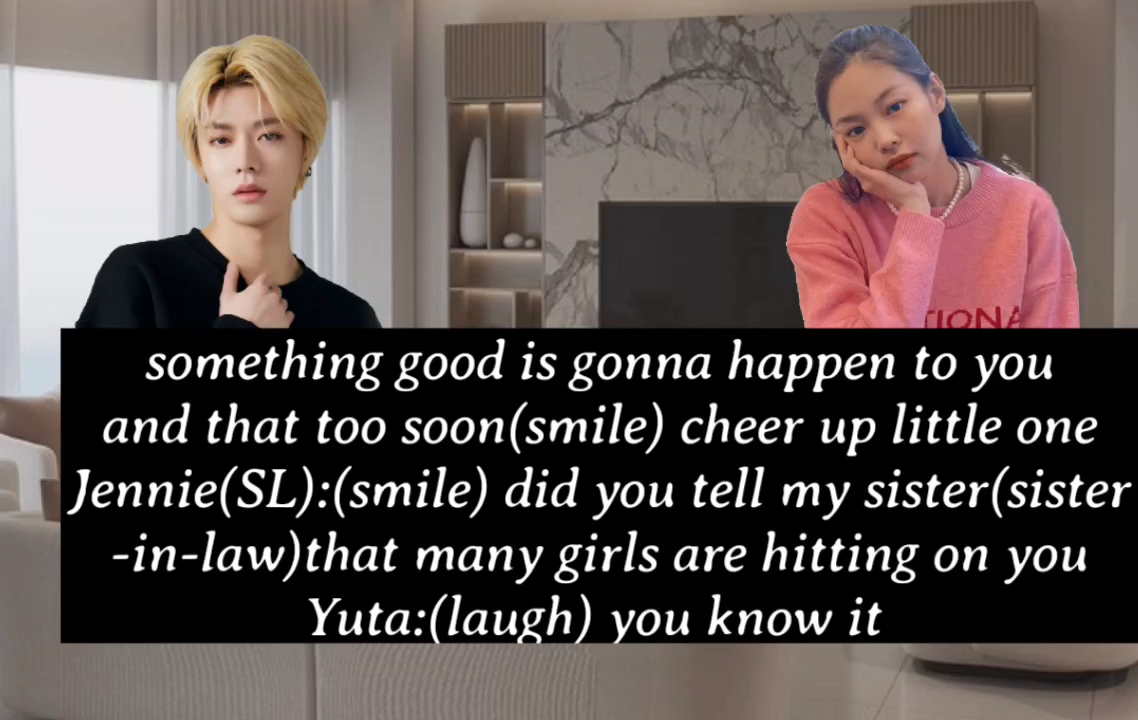 TIONA
something good is gonna happen to you
and that too soon(smile) cheer up little one
Jennie(SL):(smile) did you tell my sister(sister
-in-law)that many girls are hitting on you
Yuta:(laugh) you know it